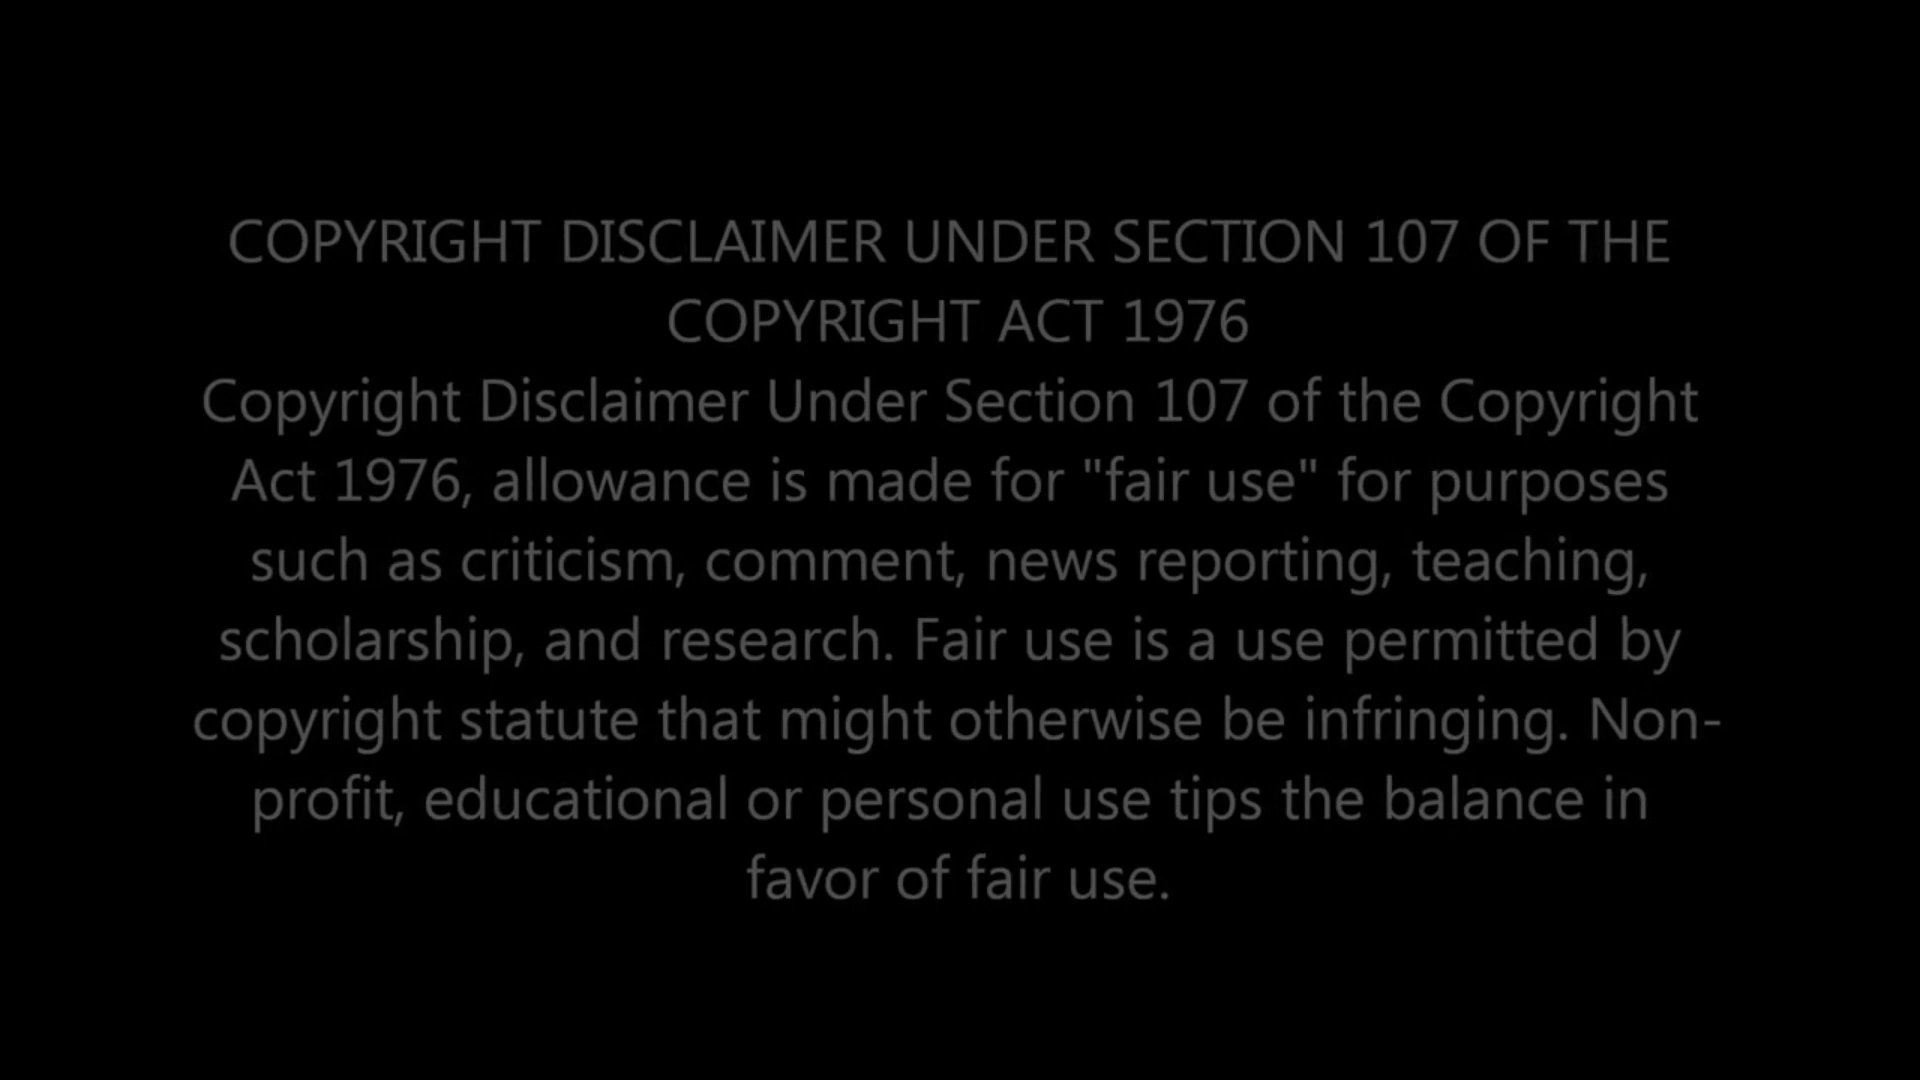 COPYRIGHT DISCLAIMER UNDER SECTION 107 OF THE
COPYRIGHT ACT 1976
Copyright Disclaimer Under Section 107 of the Copyright
Act 1976, allowance is made for "fair use" for purposes
such as criticism, comment, news reporting, teaching,
scholarship, and research. Fair use is a use permitted by
copyright statute that might otherwise be infringing. Non-
profit, educational or personal use tips the balance in
favor of fair use.